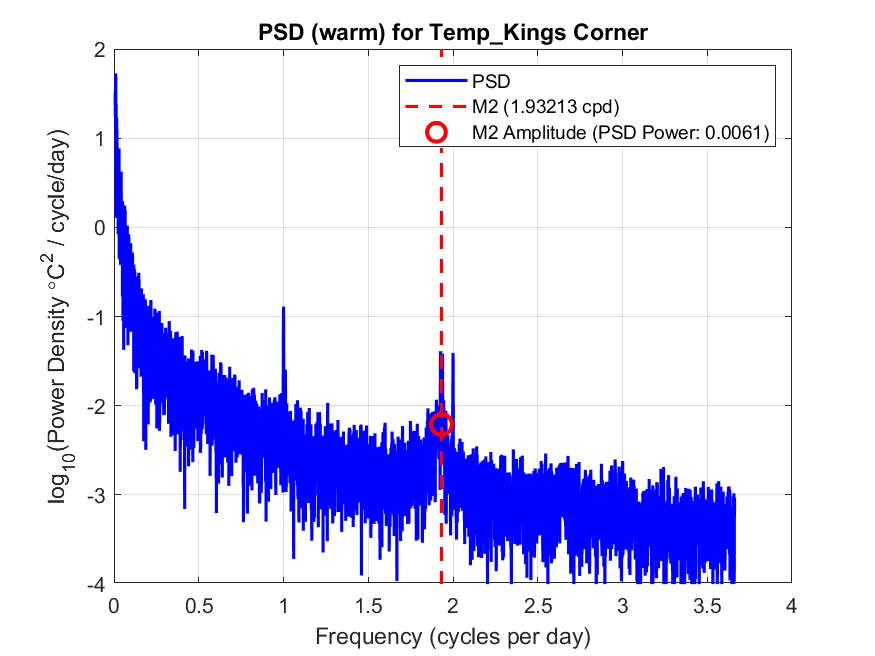 PSD (warm) for Temp_Kings Corner
PSD
M2 (1.93213 cpd)
M2 Amplitude (PSD Power: 0.0061)
log10(Power Density °C2 / cycle/day)
2
1
0
-1
-2
-3
-4
0 0.5 1 1.5 2 2.5 3 3.5 4
Frequency (cycles per day)